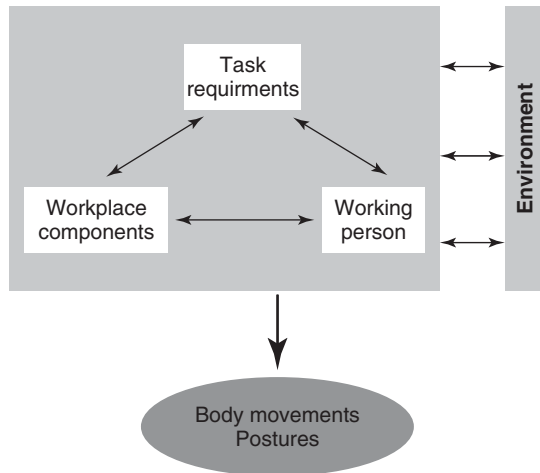 Task
requirments
Workplace
components
Working
person
Environment
Body movements
Postures